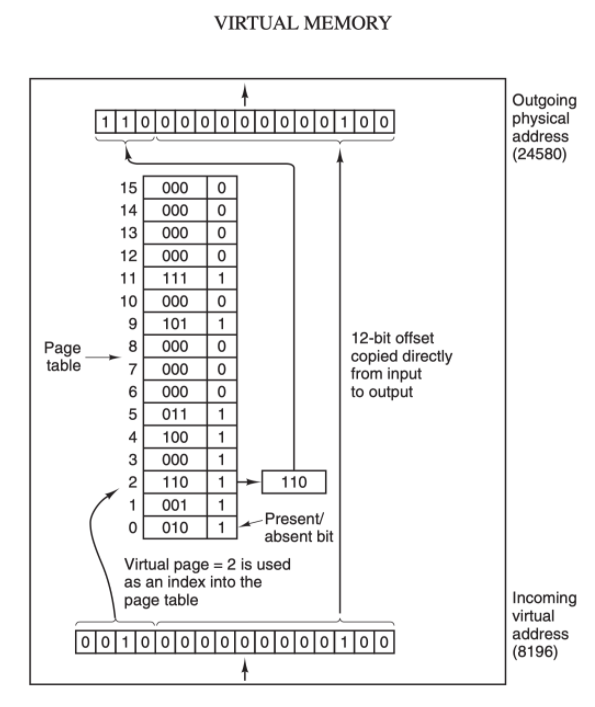 VIRTUAL MEMORY
Outgoing
physical
address
(24580)
1 1 0 0 0 0 0 0 0 0 0 0 1 0 0
15 000 0
14 000 0
13 000 0
12 000 0
11 111 1
10 000 0
9 101 1
8 000 0
7 000 0
6 000 0
5 011 1
4 100 1
3 000 1
2 110 1
1 001 1
0 010 1
Page
table
110
12-bit offset
copied directly
from input
to output
Present/
absent bit
Virtual page = 2 is used
as an index into the
page table
0 0 1 0 0 0 0 0 0 0 0 0 0 1 0 0
Incoming
virtual
address
(8196)